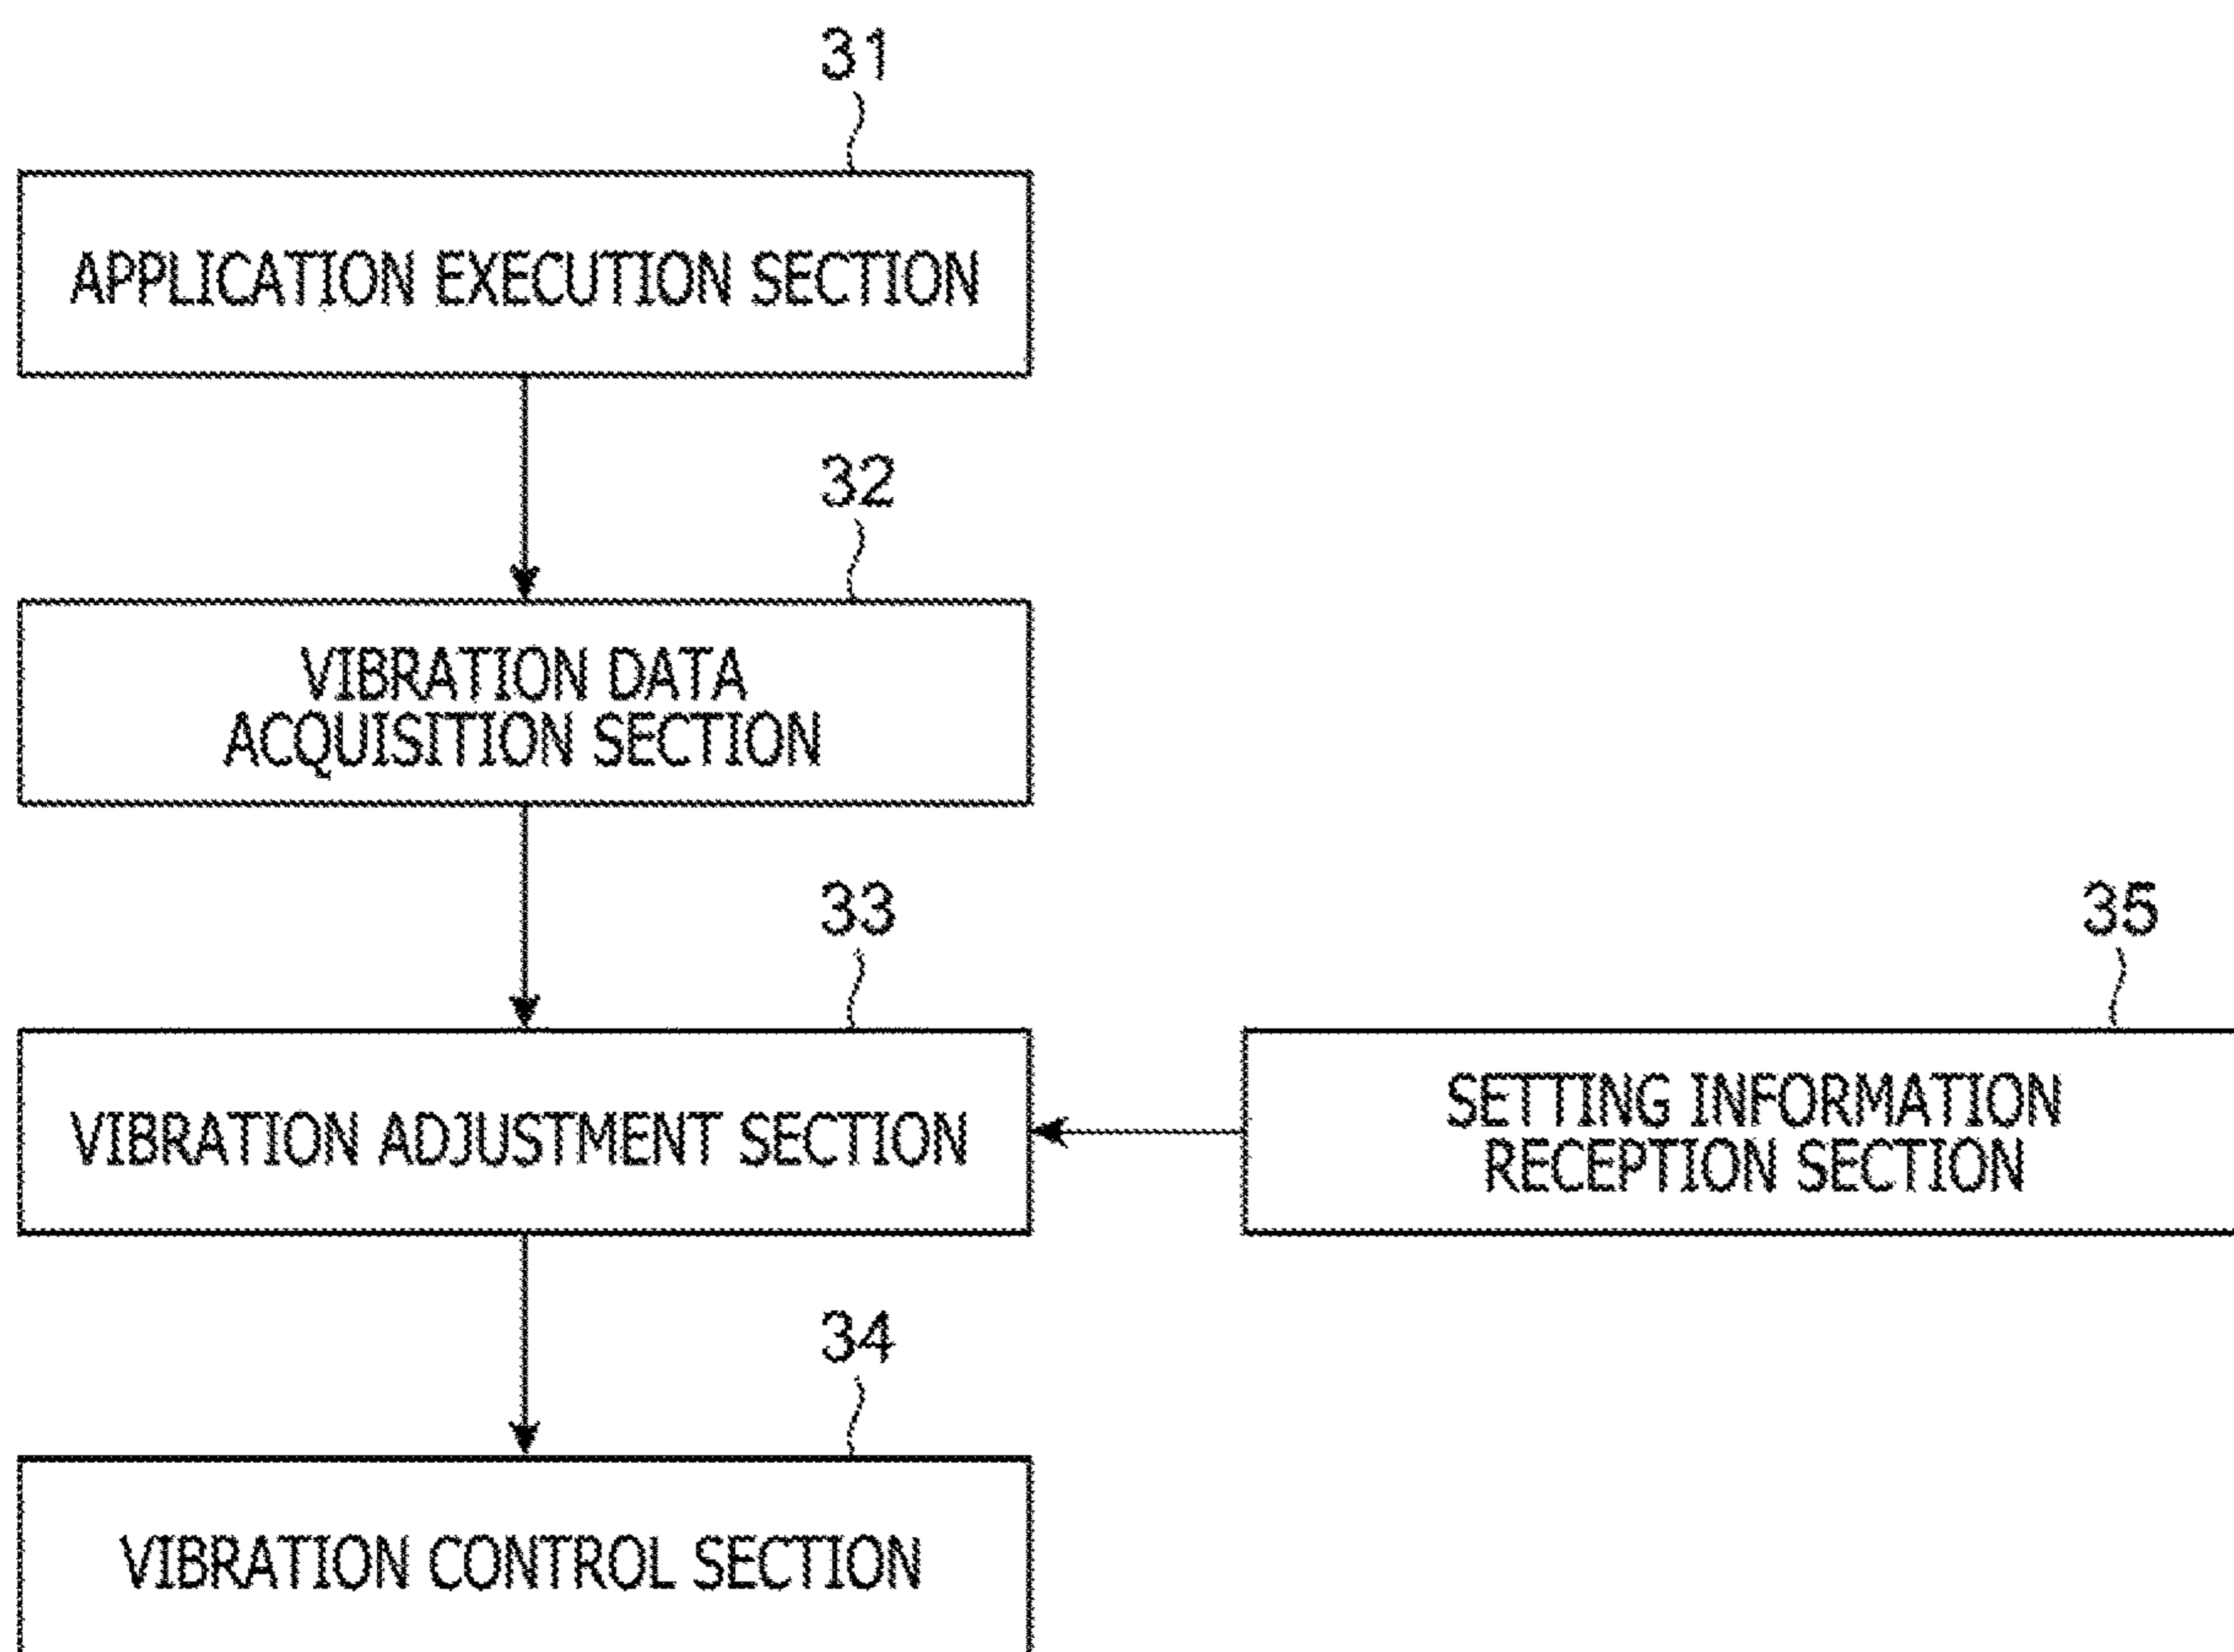 31
APPLICATION EXECUTION SECTION
32
VIBRATION DATA
ACQUISITION SECTION
33
VIBRATION ADJUSTMENT SECTION
35
SETTING INFORMATION
RECEPTION SECTION
34
VIBRATION CONTROL SECTION